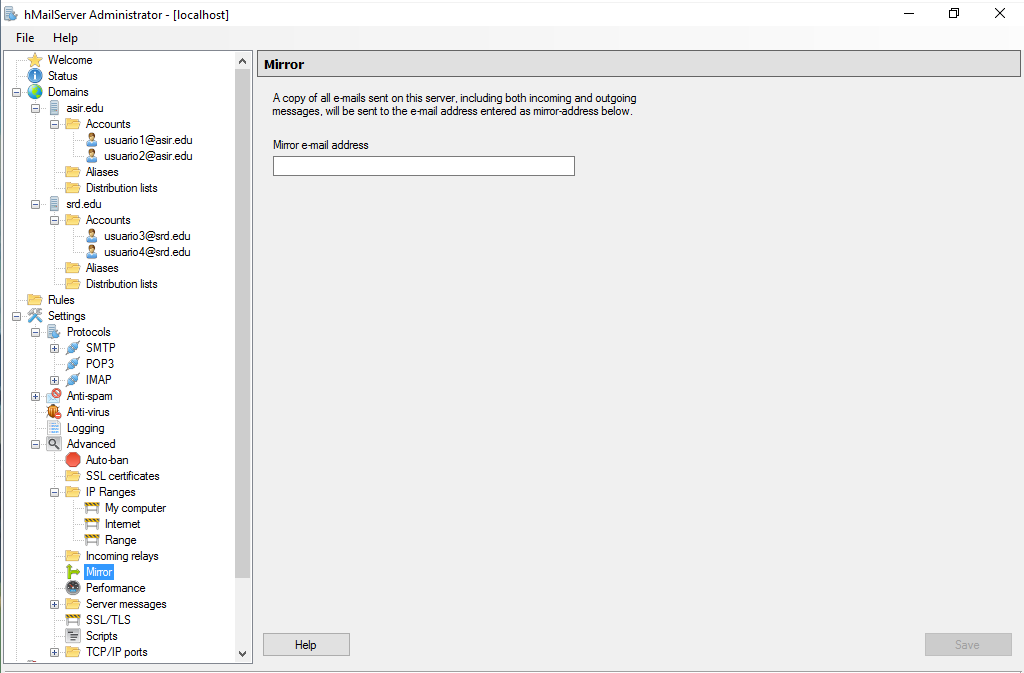 hMailServer Administrator - [localhost]
File Help
Welcome
Status
Domains
asir.edu
Accounts
usuario1@asir.edu
usuario2@asir.edu
Aliases
Distribution lists
srd.edu
Accounts
usuario3@srd.edu
usuario4@srd.edu
Aliases
Distribution lists
Rules
Settings
Protocols
SMTP
POP3
IMAP
Anti-spam
Anti-virus
Logging
Advanced
Auto-ban
SSL certificates
IP Ranges
My computer
Internet
Range
Incoming relays
Mirror
Performance
Server messages
SSL/TLS
Scripts
TCP/IP ports
Mirror
A copy of all e-mails sent on this server, including both incoming and outgoing
messages, will be sent to the e-mail address entered as mirror-address below.
Mirror e-mail address
Help
Save